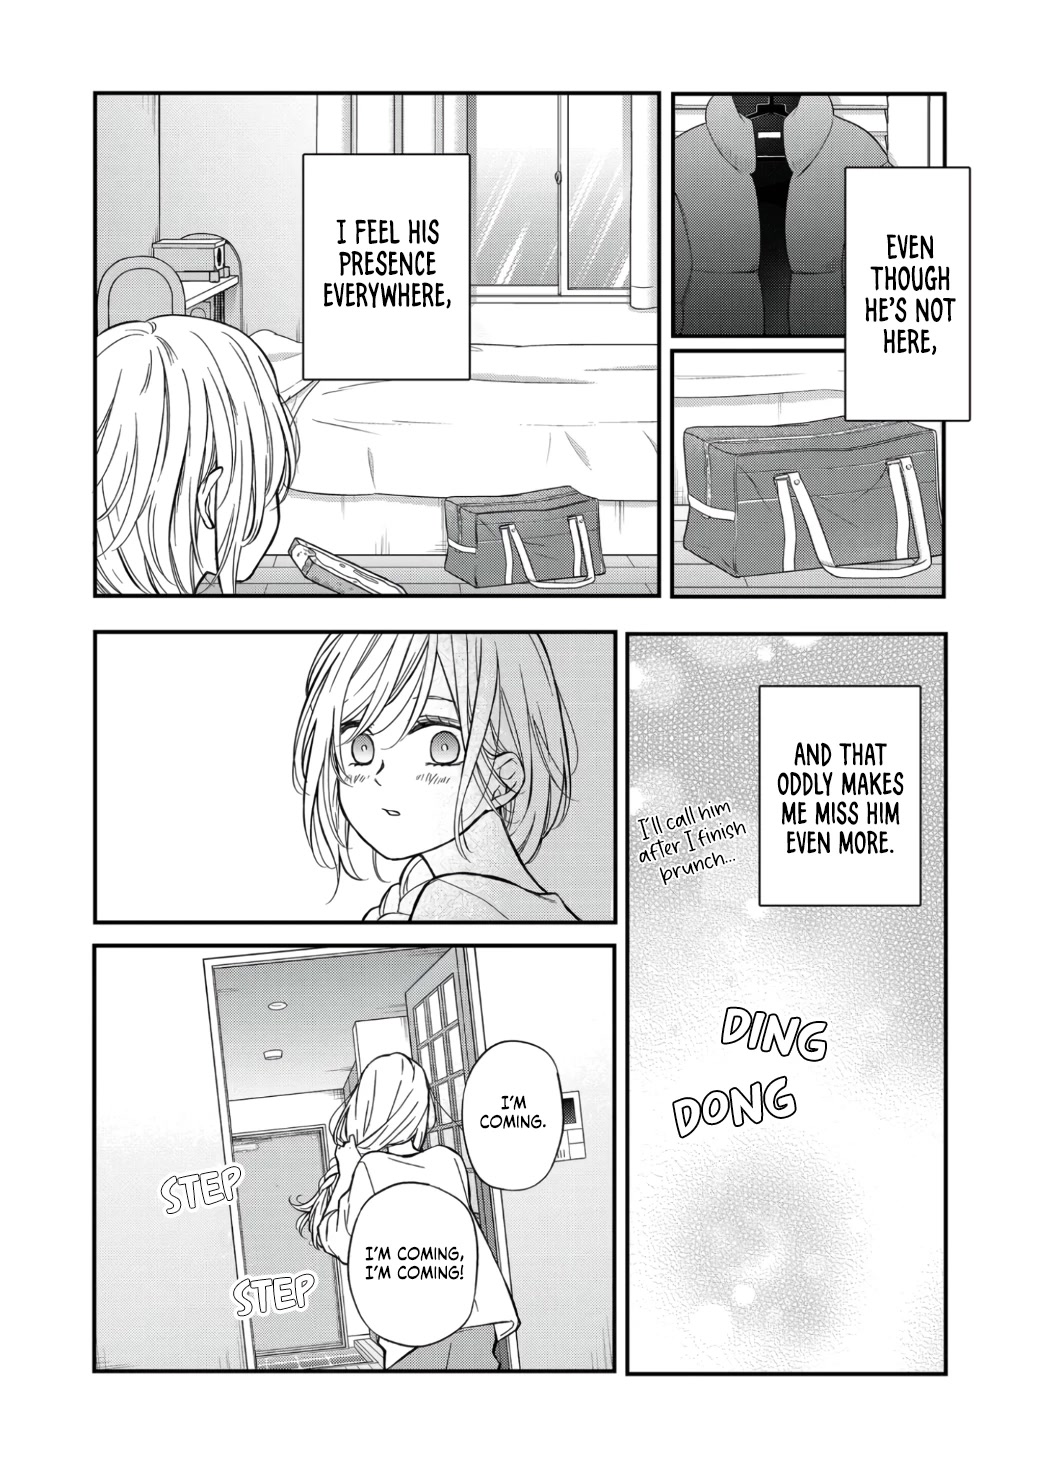 EVEN
THOUGH
HE'S NOT
HERE,
I FEEL HIS
PRESENCE
EVERYWHERE,
AND THAT
ODDLY MAKES
ME MISS HIM
EVEN MORE.
I'll call him
after I finish
brunch...
DING
DONG
I'M
COMING.
I'M COMING,
I'M COMING!
STEP
STEP